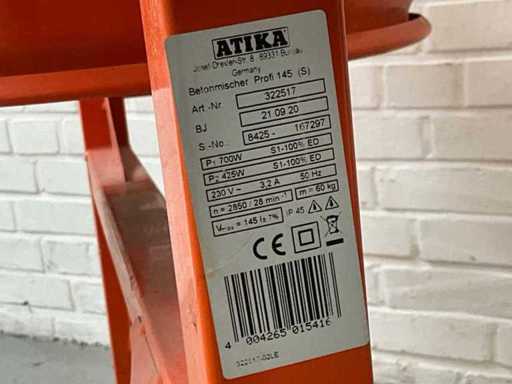 ATIKA
Josef-Drexler-Str. 8, 89331 Burgau
Germany
Betonmischer Profi 145 (S)
Art.-Nr. 322517
BJ 21 09 20
S.-No.: 8425 - 167297
P1 700W S1-100% ED
P2 425W S1-100% ED
230 V~ 3,2 A 50 Hz
n = 2850 / 28 min⁻¹ m = 60 kg
Vmax = 145 l± 7% IP 45
CE
4 004265 015416